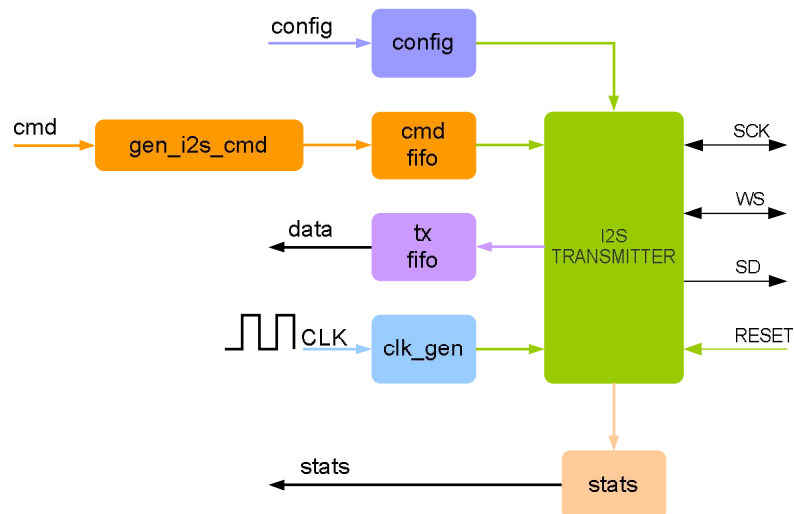 config
config
cmd
gen_i2s_cmd
cmd
fifo
SCK
WS
data
tx
fifo
I2S
TRANSMITTER
SD
CLK
clk_gen
RESET
stats
stats